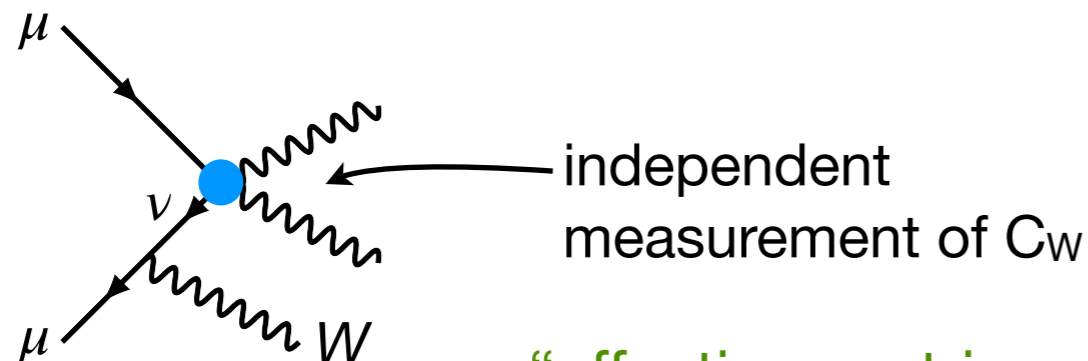 μ
independent
measurement of CW
ν
μ
W